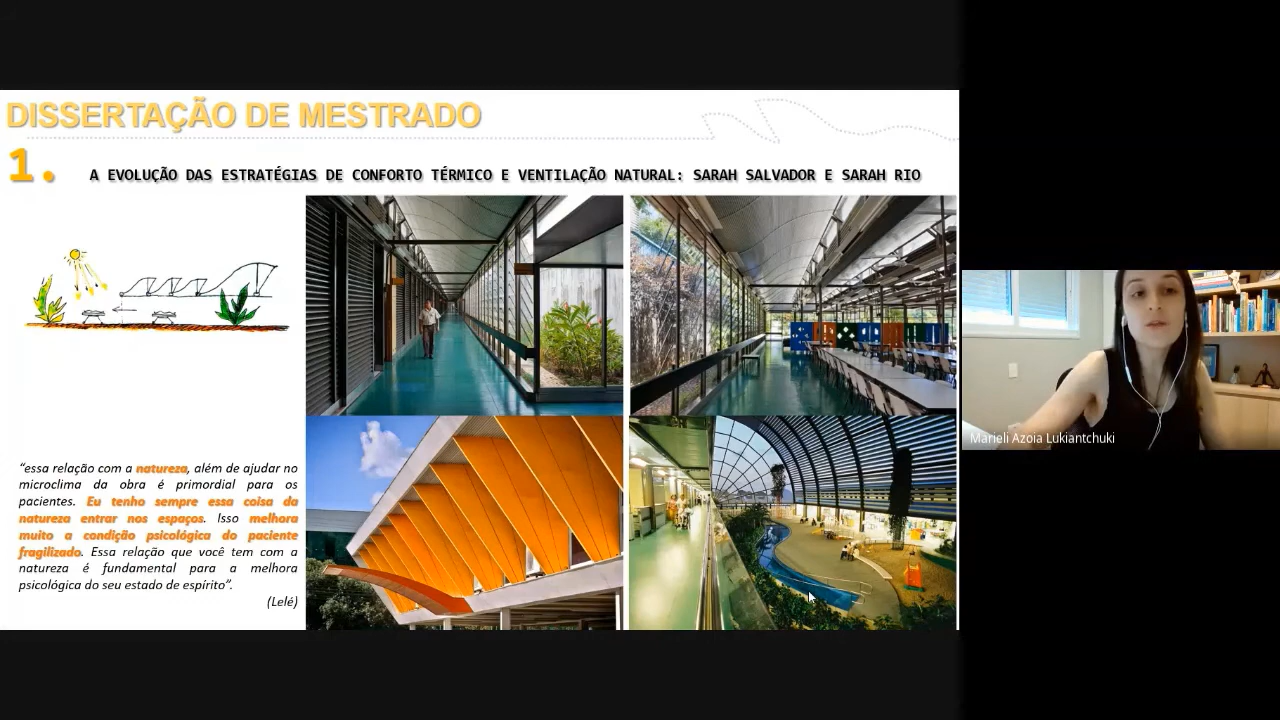 DISSERTAÇÃO DE MESTRADO
1. A EVOLUÇÃO DAS ESTRATÉGIAS DE CONFORTO TÉRMICO E VENTILAÇÃO NATURAL: SARAH SALVADOR E SARAH RIO
“essa relação com a natureza, além de ajudar no
microclima da obra é primordial para os
pacientes. Eu tenho sempre essa coisa da
natureza entrar nos espaços. Isso melhora
muito a condição psicológica do paciente
fragilizado. Essa relação que você tem com a
natureza é fundamental para a melhora
psicológica do seu estado de espírito”.
(Lelé)
Marieli Azoia Lukiantchuki